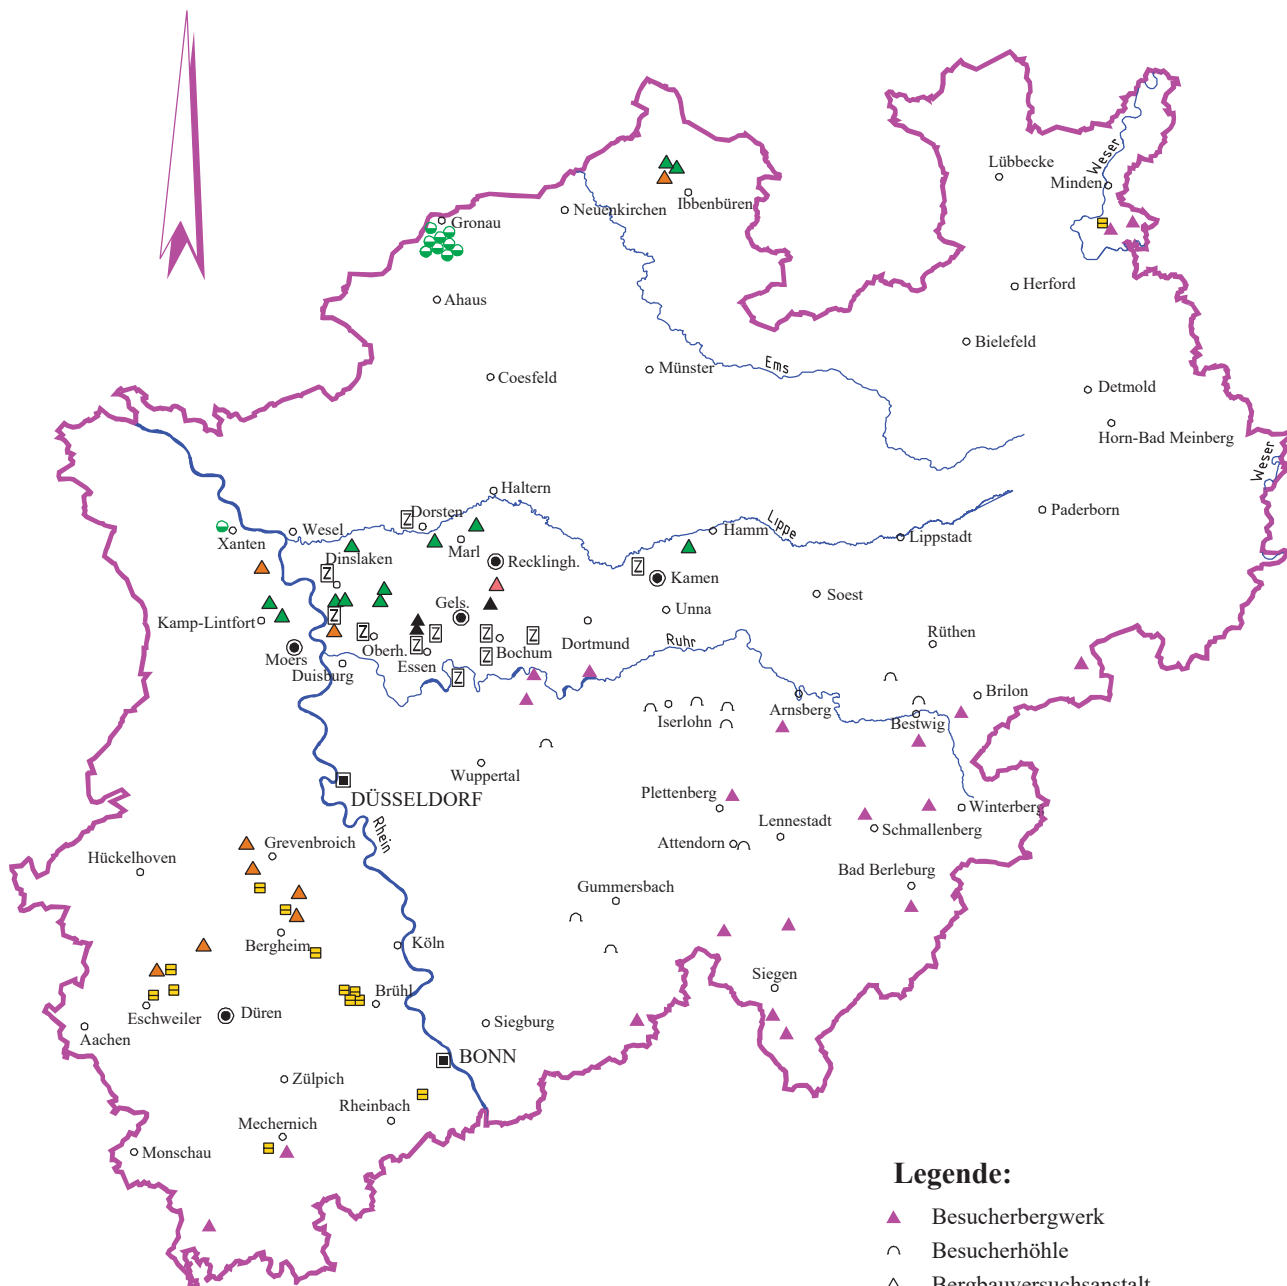 Lübbecke
Weser
Minden
Ibbenbüren
Neuenkirchen
Gronau
Herford
Ahaus
Bielefeld
Ems
Münster
Coesfeld
Detmold
Horn-Bad Meinberg
Weser
Haltern
Dorsten
Z
Paderborn
Lippe
Hamm
Wesel
Xanten
Lippstadt
Marl
Dinslaken
Z
Recklingh.
Z
Kamen
Soest
Gels.
Unna
Kamp-Lintfort
Z
Dortmund
Rüthen
Ruhr
Z
Z
Z
Z
Z
Oberh.
Bochum
Z
Moers
Duisburg
Essen
Z
Brilon
Arnsberg
Iserlohn
Bestwig
Wuppertal
DÜSSELDORF
Plettenberg
Winterberg
Rhein
Lennestadt
Schmallenberg
Grevenbroich
Attendorn
Hückelhoven
Bad Berleburg
Gummersbach
Bergheim
Köln
Siegen
Brühl
Düren
Eschweiler
Siegburg
Aachen
BONN
Zülpich
Rheinbach
Mechernich
Monschau
Legende:
Besucherbergwerk
Besucherhöhle
Bergbauversuchsanstalt